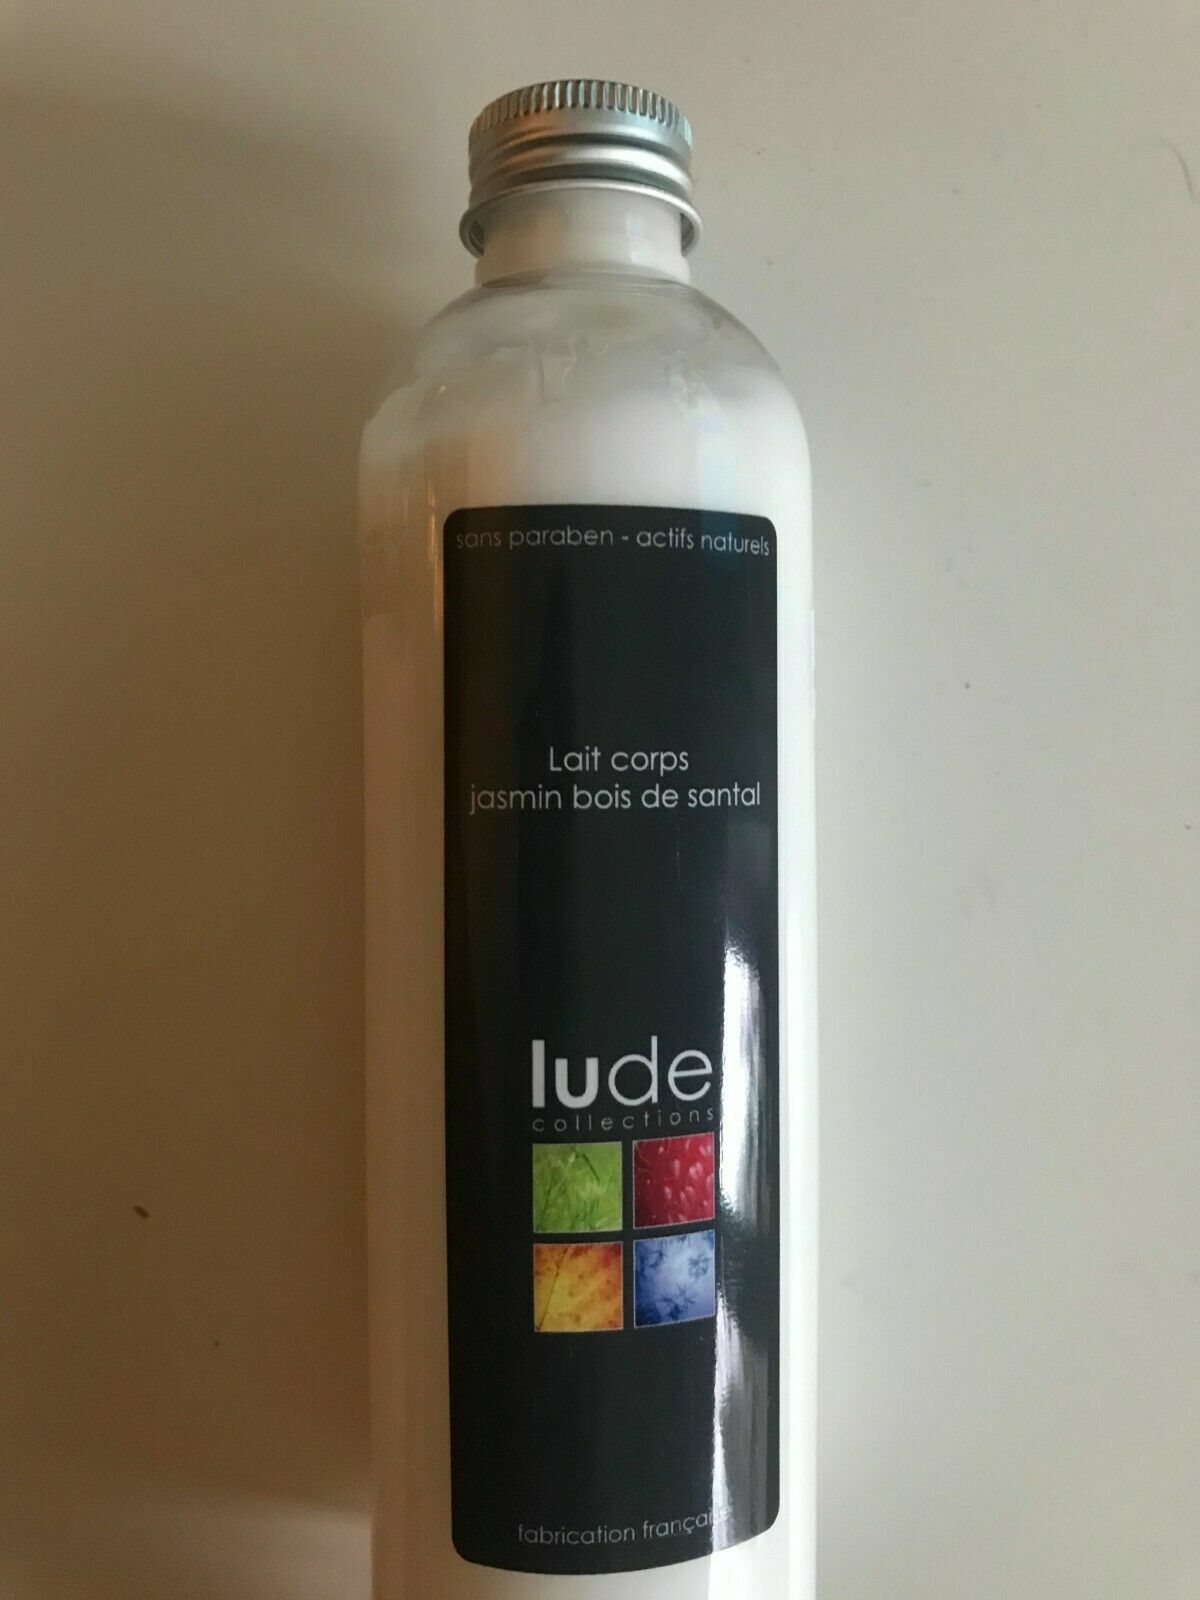 sans paraben - actifs naturels
Lait corps
jasmin bois de santal
lude
collections
fabrication française